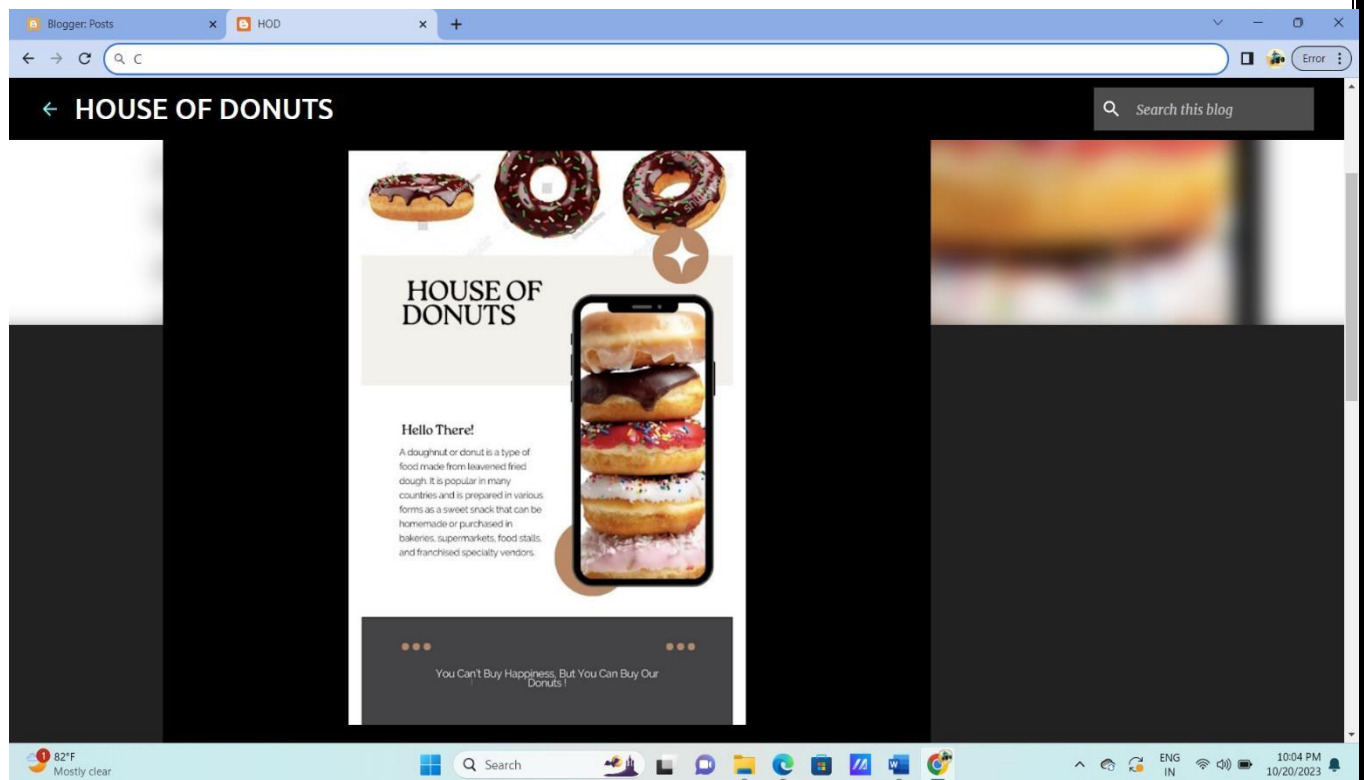 Blogger: Posts
HOD
C
Error
HOUSE OF DONUTS
Search this blog
HOUSE OF
DONUTS
Hello There!
A doughnut or donut is a type of
food made from leavened fried
dough. It is popular in many
countries and is prepared in various
forms as a sweet snack that can be
homemade or purchased in
bakeries, supermarkets, food stalls,
and franchised specialty vendors.
You Can't Buy Happiness, But You Can Buy Our
Donuts !
1
82°F
Mostly clear
Search
ENG
IN
10:04 PM
10/20/2023